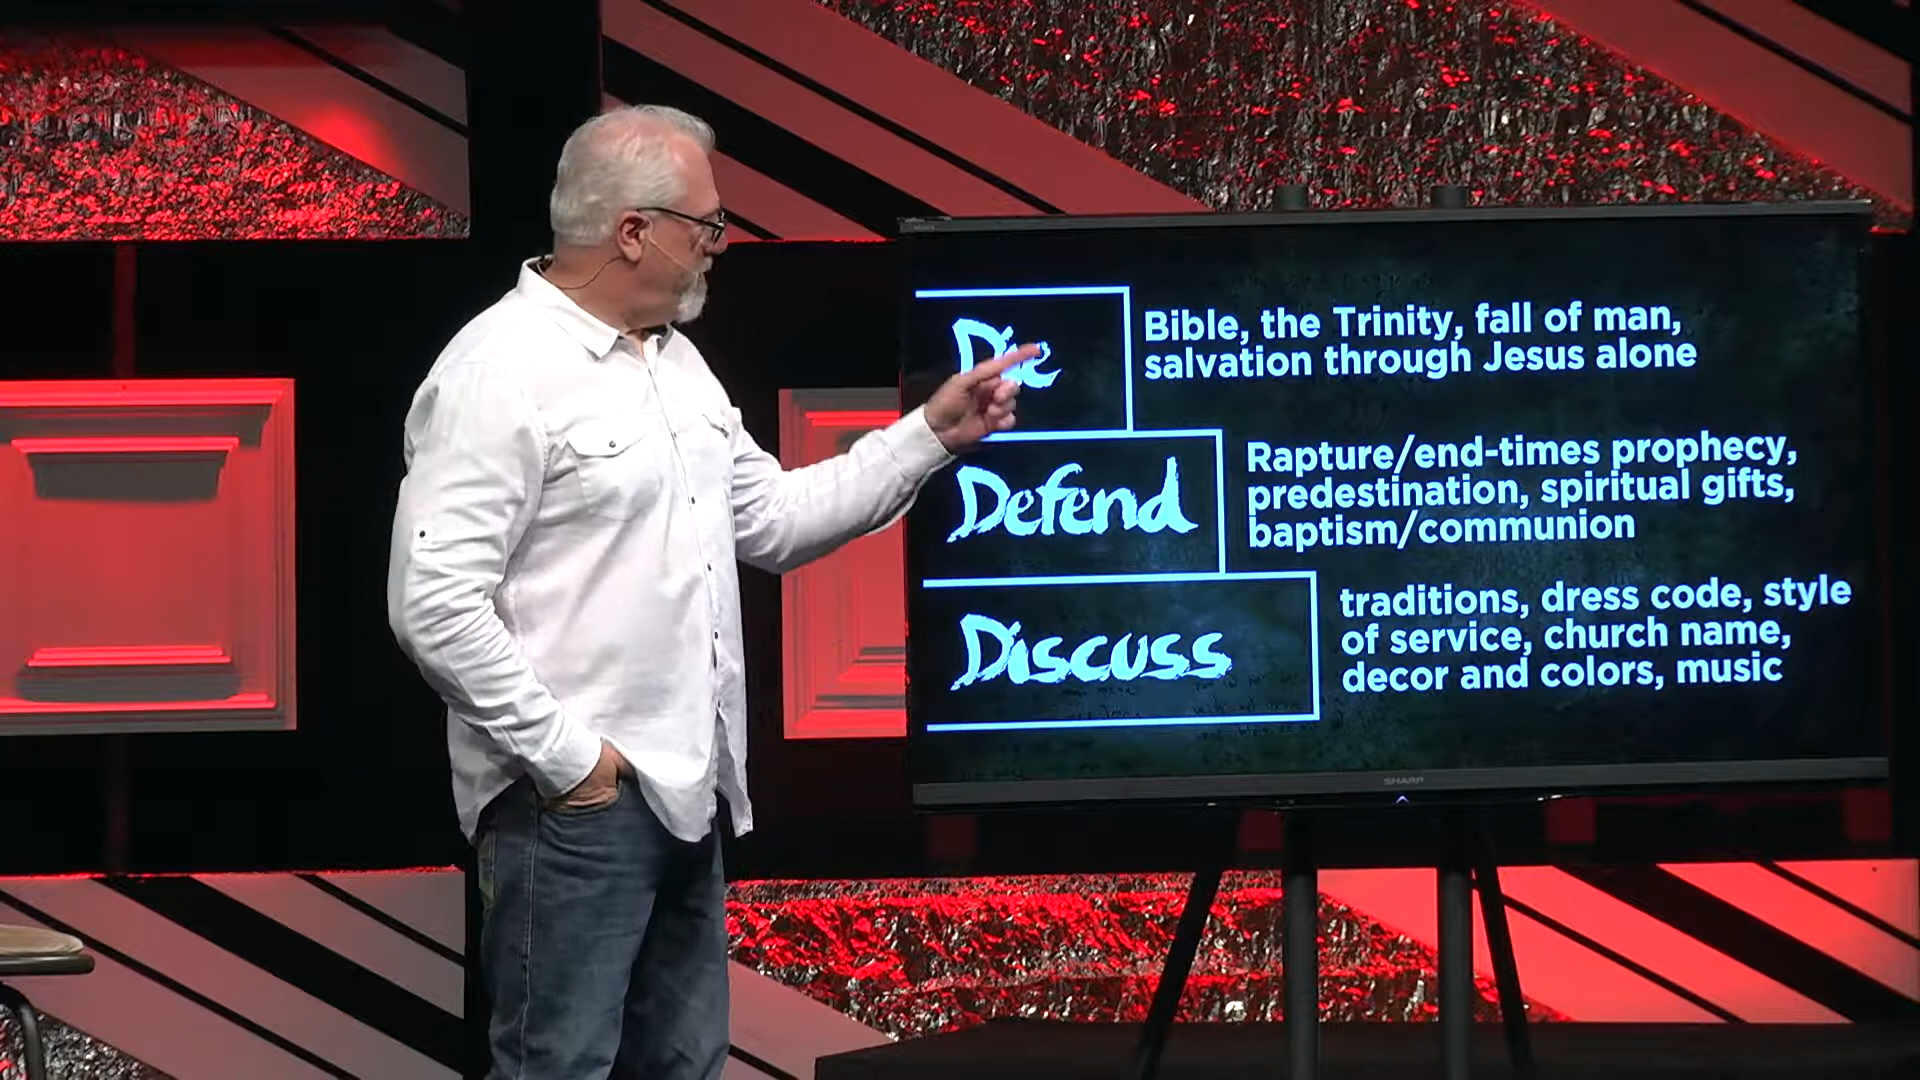 Die
Bible, the Trinity, fall of man,
salvation through Jesus alone
Defend
Rapture/end-times prophecy,
predestination, spiritual gifts,
baptism/communion
Discuss
traditions, dress code, style
of service, church name,
decor and colors, music
SHARP